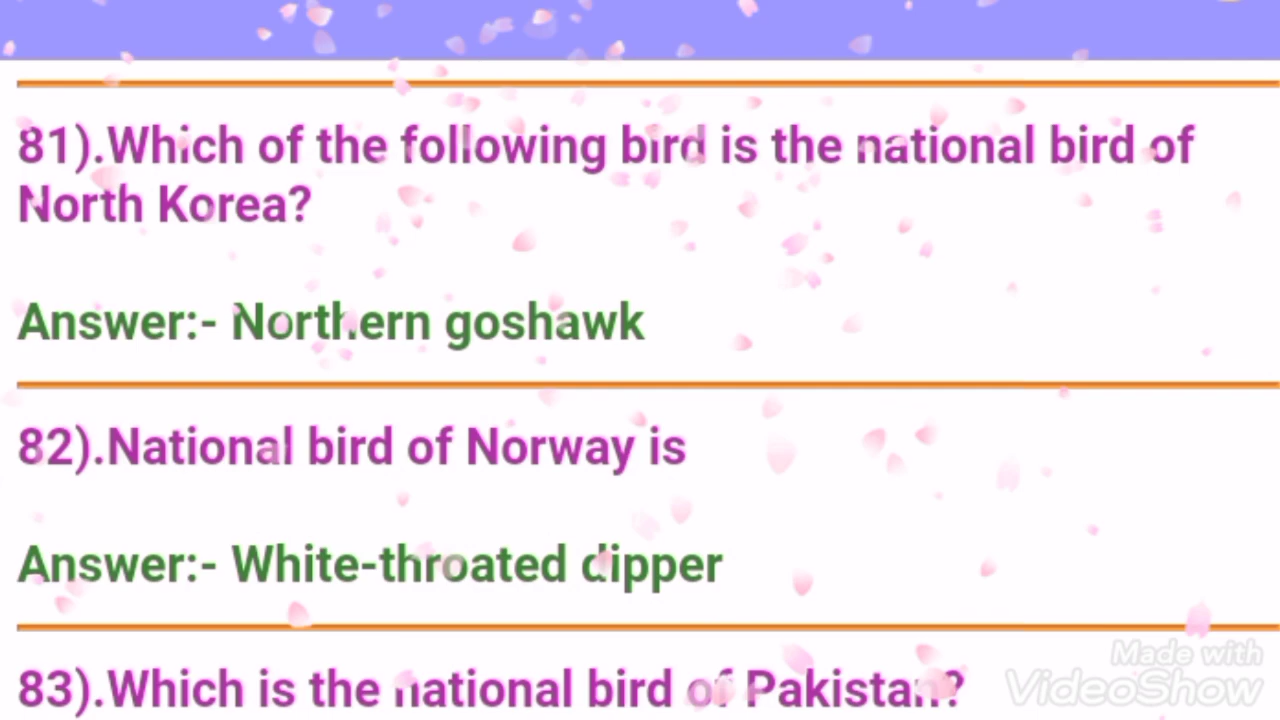 81).Which of the following bird is the national bird of
North Korea?
Answer:- Northern goshawk
82).National bird of Norway is
Answer:- White-throated dipper
83).Which is the national bird of Pakistan?
Made with
VideoShow